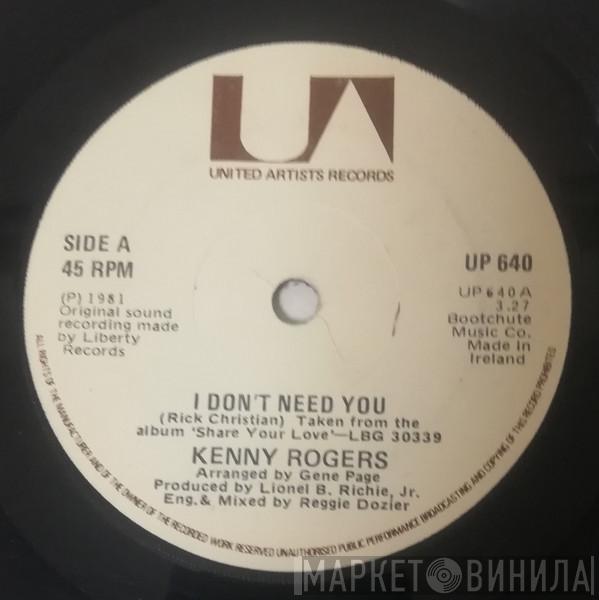 UA
UNITED ARTISTS RECORDS
SIDE A
45 RPM
UP 640
(P) 1981
Original sound
recording made
by Liberty
Records
UP 640 A
3.27
Bootchute
Music Co.
Made In
Ireland
I DON'T NEED YOU
(Rick Christian) Taken from the
album 'Share Your Love'—LBG 30339
KENNY ROGERS
Arranged by Gene Page
Produced by Lionel B. Richie, Jr.
Eng. & Mixed by Reggie Dozier
ALL RIGHTS OF THE MANUFACTURER AND OF THE OWNER OF THE RECORDED WORK RESERVED UNAUTHORISED PUBLIC PERFORMANCE BROADCASTING AND COPYING OF THIS RECORD PROHIBITED
МАРКЕТ ВИНИЛА